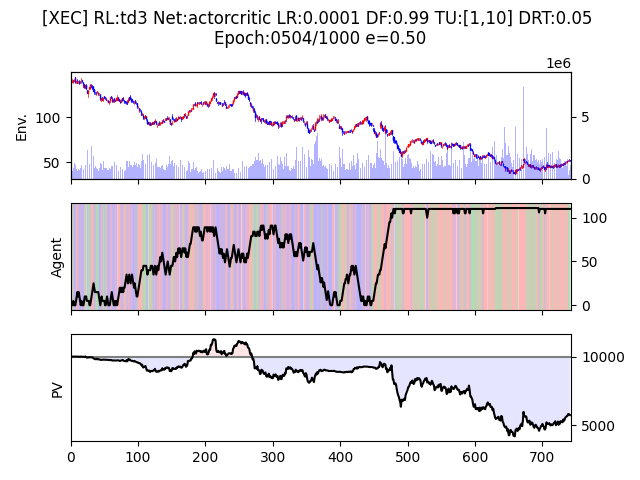 [XEC] RL:td3 Net:actorcritic LR:0.0001 DF:0.99 TU:[1,10] DRT:0.05
Epoch:0504/1000 e=0.50
1e6
Env.
100
50
5
0
Agent
100
50
0
PV
10000
5000
0 100 200 300 400 500 600 700